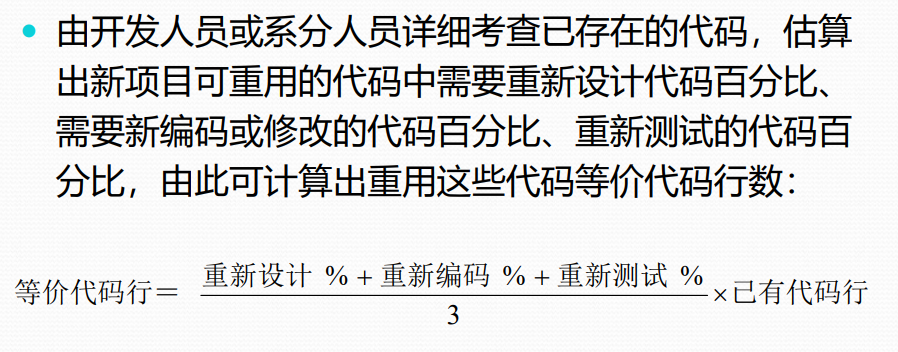 由开发人员或系分人员详细考查已存在的代码，估算
出新项目可重用的代码中需要重新设计代码百分比、
需要新编码或修改的代码百分比、重新测试的代码百
分比，由此可计算出重用这些代码等价代码行数：
等价代码行＝ 重新设计 % + 重新编码 % + 重新测试 %
3
×已有代码行